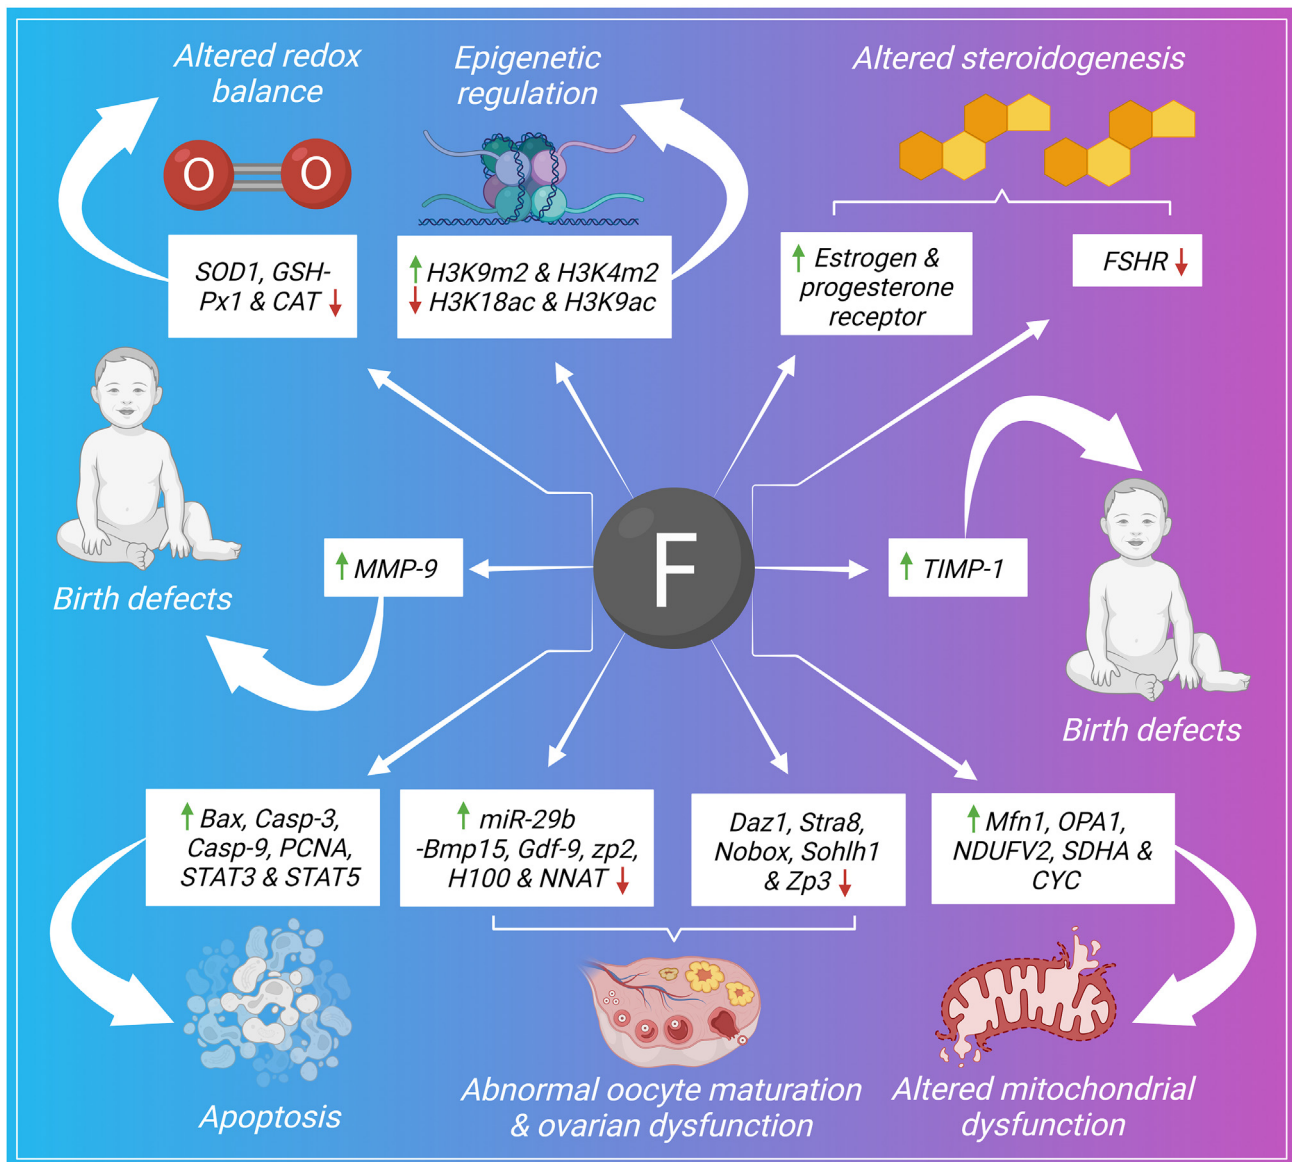 Altered redox
balance
Epigenetic
regulation
Altered steroidogenesis
O
O
SOD1, GSH-
Px1 & CAT ↓
↑ H3K9m2 & H3K4m2
↓ H3K18ac & H3K9ac
↑ Estrogen &
progesterone
receptor
FSHR ↓
Birth defects
↑ MMP-9
F
↑ TIMP-1
Birth defects
↑ Bax, Casp-3,
Casp-9, PCNA,
STAT3 & STAT5
↑ miR-29b
-Bmp15, Gdf-9, zp2,
H100 & NNAT ↓
Daz1, Stra8,
Nobox, Sohlh1
& Zp3 ↓
↑ Mfn1, OPA1,
NDUFV2, SDHA &
CYC
Apoptosis
Abnormal oocyte maturation
& ovarian dysfunction
Altered mitochondrial
dysfunction